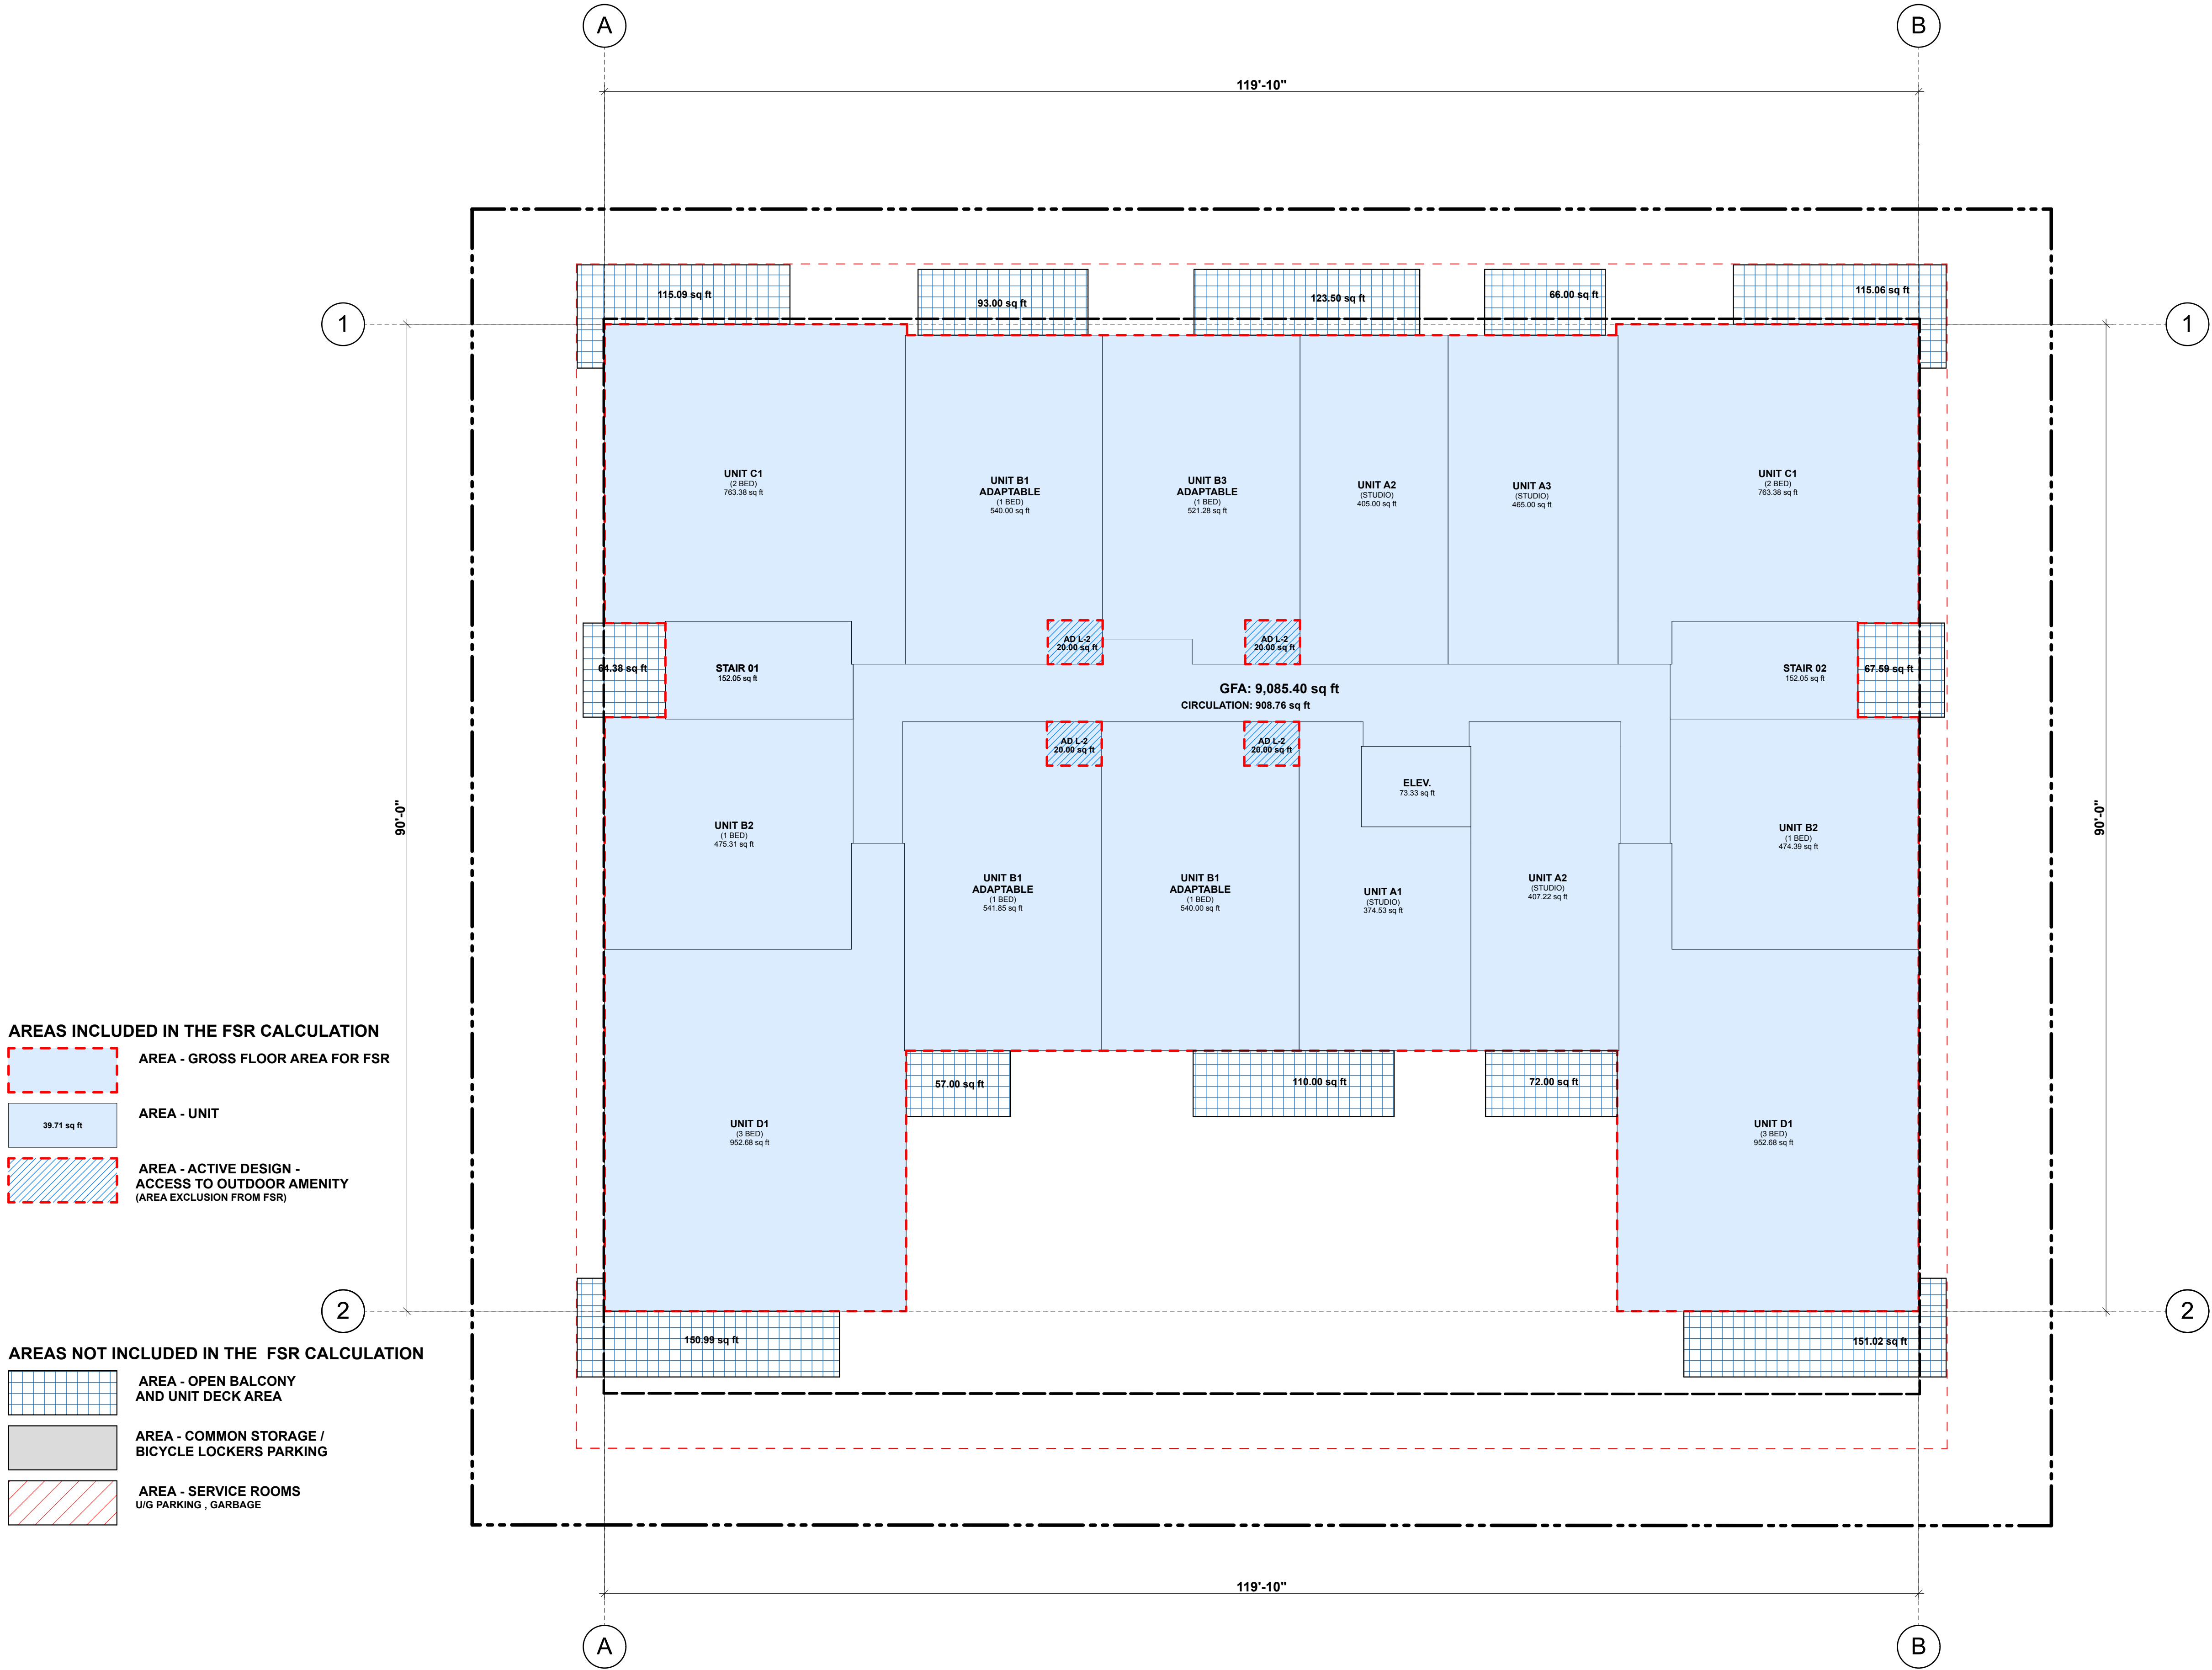 A
B
119'-10"
115.09 sq ft
93.00 sq ft
123.50 sq ft
66.00 sq ft
115.06 sq ft
1
1
UNIT C1
(2 BED)
763.38 sq ft
UNIT B1
ADAPTABLE
(1 BED)
540.00 sq ft
UNIT B3
ADAPTABLE
(1 BED)
521.28 sq ft
UNIT A2
(STUDIO)
405.00 sq ft
UNIT A3
(STUDIO)
465.00 sq ft
UNIT C1
(2 BED)
763.38 sq ft
AD L-2
20.00 sq ft
AD L-2
20.00 sq ft
64.38 sq ft
STAIR 01
152.05 sq ft
STAIR 02
152.05 sq ft
67.59 sq ft
GFA: 9,085.40 sq ft
CIRCULATION: 908.76 sq ft
AD L-2
20.00 sq ft
AD L-2
20.00 sq ft
ELEV.
73.33 sq ft
90'-0"
90'-0"
UNIT B2
(1 BED)
475.31 sq ft
UNIT B2
(1 BED)
474.39 sq ft
UNIT B1
ADAPTABLE
(1 BED)
541.85 sq ft
UNIT B1
ADAPTABLE
(1 BED)
540.00 sq ft
UNIT A1
(STUDIO)
374.53 sq ft
UNIT A2
(STUDIO)
407.22 sq ft
57.00 sq ft
110.00 sq ft
72.00 sq ft
UNIT D1
(3 BED)
952.68 sq ft
UNIT D1
(3 BED)
952.68 sq ft
AREAS INCLUDED IN THE FSR CALCULATION
AREA - GROSS FLOOR AREA FOR FSR
39.71 sq ft
AREA - UNIT
AREA - ACTIVE DESIGN -
ACCESS TO OUTDOOR AMENITY
(AREA EXCLUSION FROM FSR)
2
2
150.99 sq ft
151.02 sq ft
AREAS NOT INCLUDED IN THE FSR CALCULATION
AREA - OPEN BALCONY
AND UNIT DECK AREA
AREA - COMMON STORAGE /
BICYCLE LOCKERS PARKING
AREA - SERVICE ROOMS
U/G PARKING , GARBAGE
119'-10"
A
B